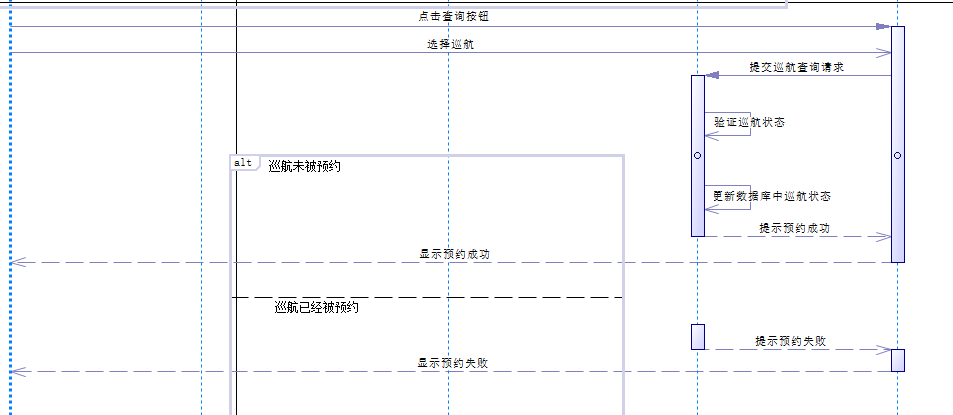 点击查询按钮
选择巡航
提交巡航查询请求
验证巡航状态
alt
巡航未被预约
更新数据库中巡航状态
提示预约成功
显示预约成功
巡航已经被预约
提示预约失败
显示预约失败